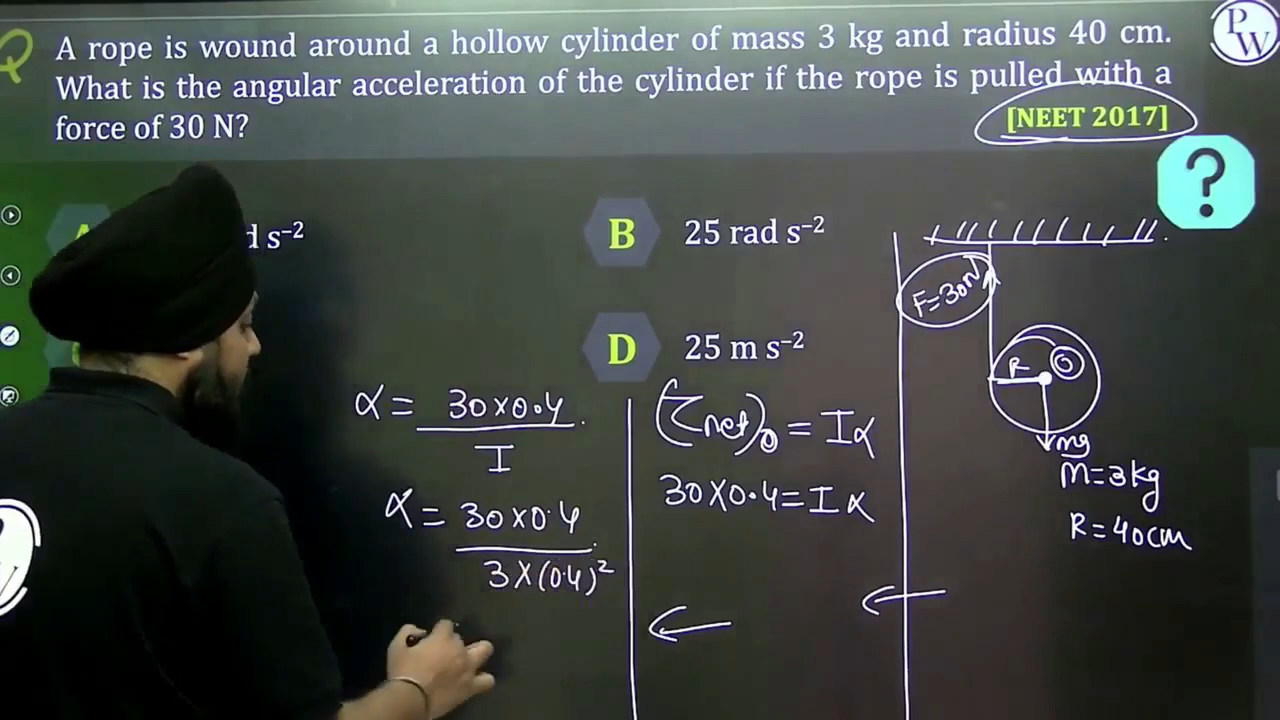 A rope is wound around a hollow cylinder of mass 3 kg and radius 40 cm.
What is the angular acceleration of the cylinder if the rope is pulled with a
force of 30 N?
[NEET 2017]
PW
Q
?
d s⁻²
B 25 rad s⁻²
D 25 m s⁻²
α = 30×0.4 / I
α = 30×0.4 / 3×(0.4)²
(τnet)₀ = Iα
30×0.4 = Iα
F=30N
R
O
mg
M=3kg
R=40cm